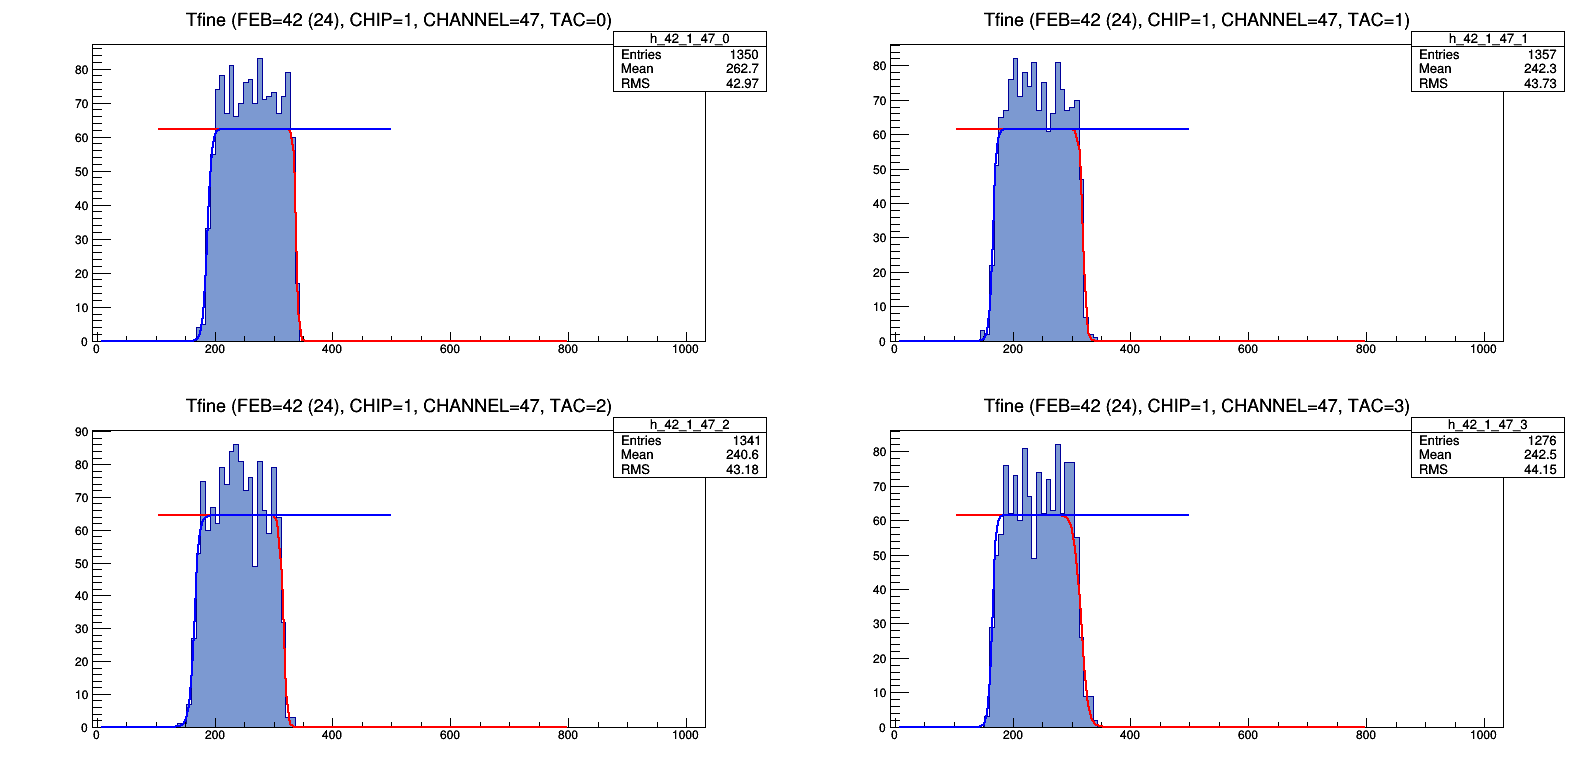 Tfine (FEB=42 (24), CHIP=1, CHANNEL=47, TAC=0)
h_42_1_47_0
Entries 1350
Mean 262.7
RMS 42.97
80
70
60
50
40
30
20
10
0
0 200 400 600 800 1000
Tfine (FEB=42 (24), CHIP=1, CHANNEL=47, TAC=1)
h_42_1_47_1
Entries 1357
Mean 242.3
RMS 43.73
80
70
60
50
40
30
20
10
0
0 200 400 600 800 1000
Tfine (FEB=42 (24), CHIP=1, CHANNEL=47, TAC=2)
h_42_1_47_2
Entries 1341
Mean 240.6
RMS 43.18
90
80
70
60
50
40
30
20
10
0
0 200 400 600 800 1000
Tfine (FEB=42 (24), CHIP=1, CHANNEL=47, TAC=3)
h_42_1_47_3
Entries 1276
Mean 242.5
RMS 44.15
80
70
60
50
40
30
20
10
0
0 200 400 600 800 1000